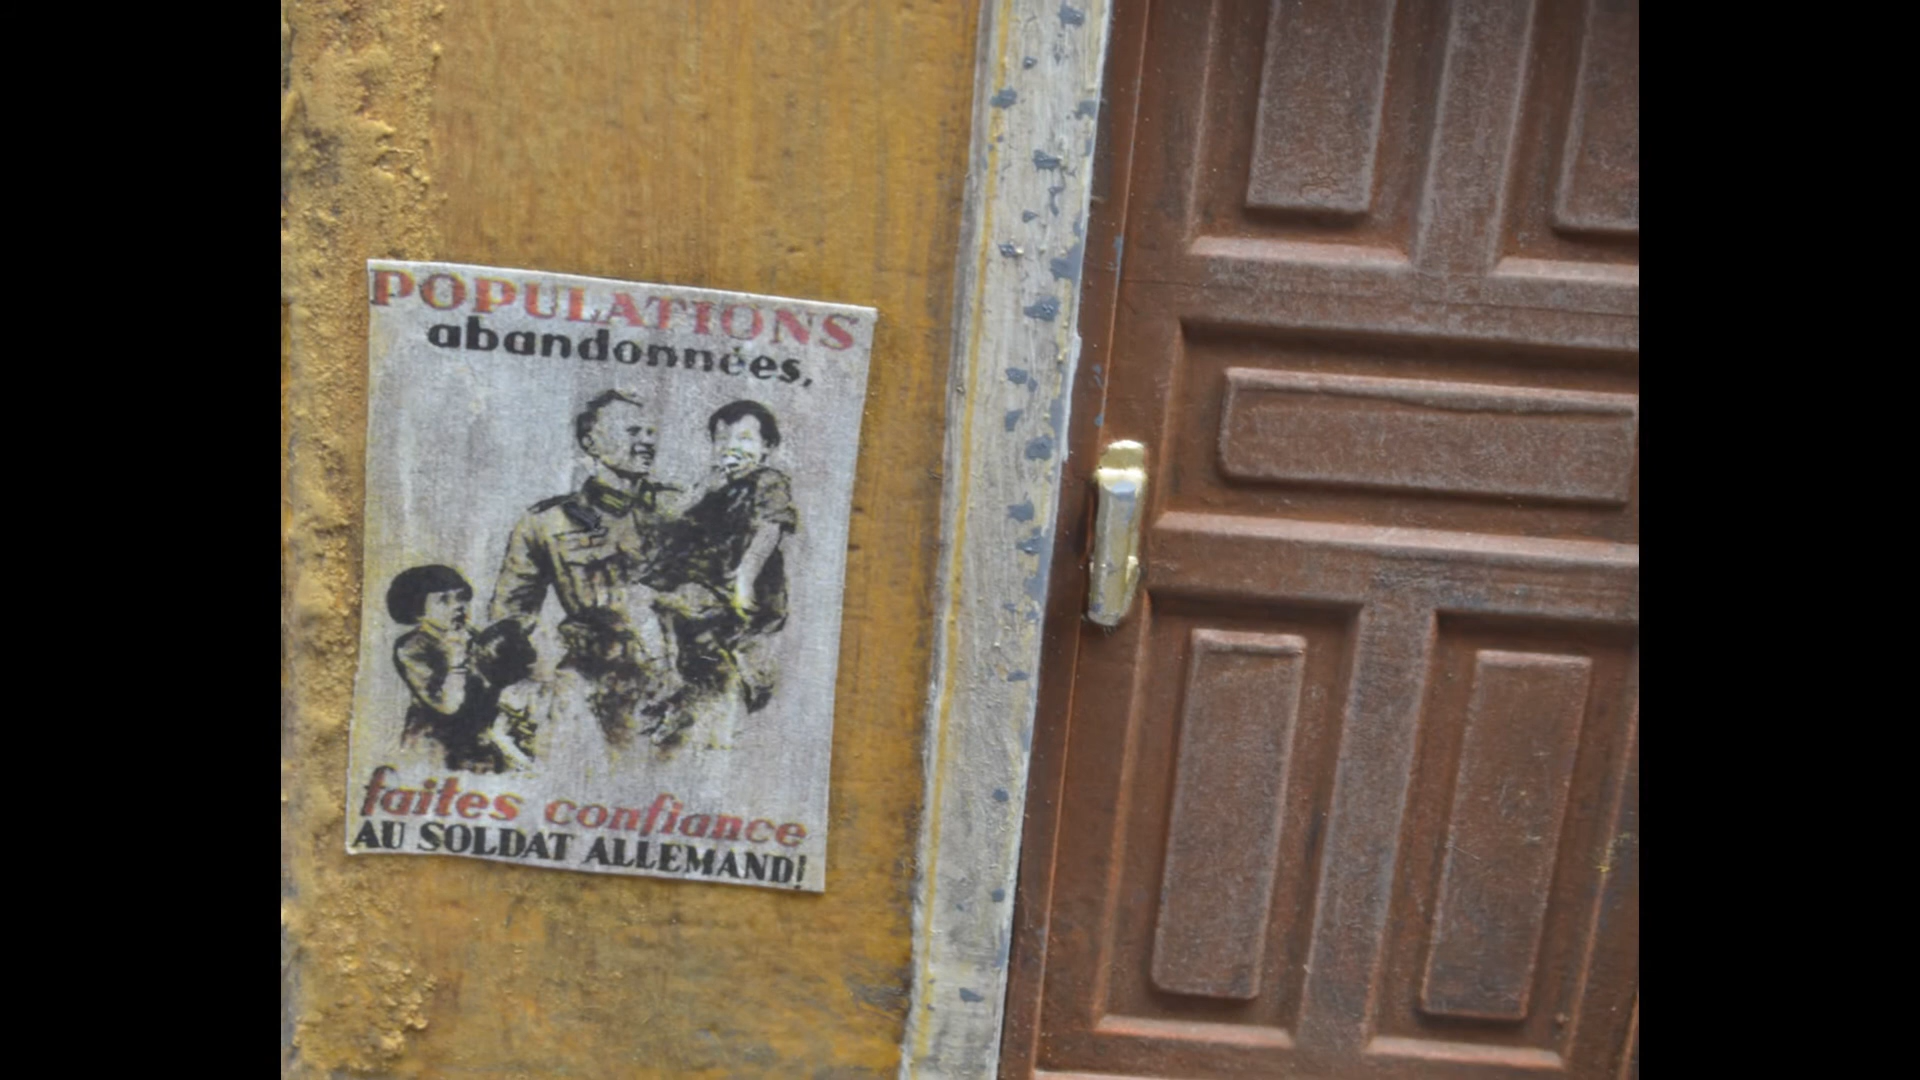 POPULATIONS
abandonnées,
faites confiance
AU SOLDAT ALLEMAND!